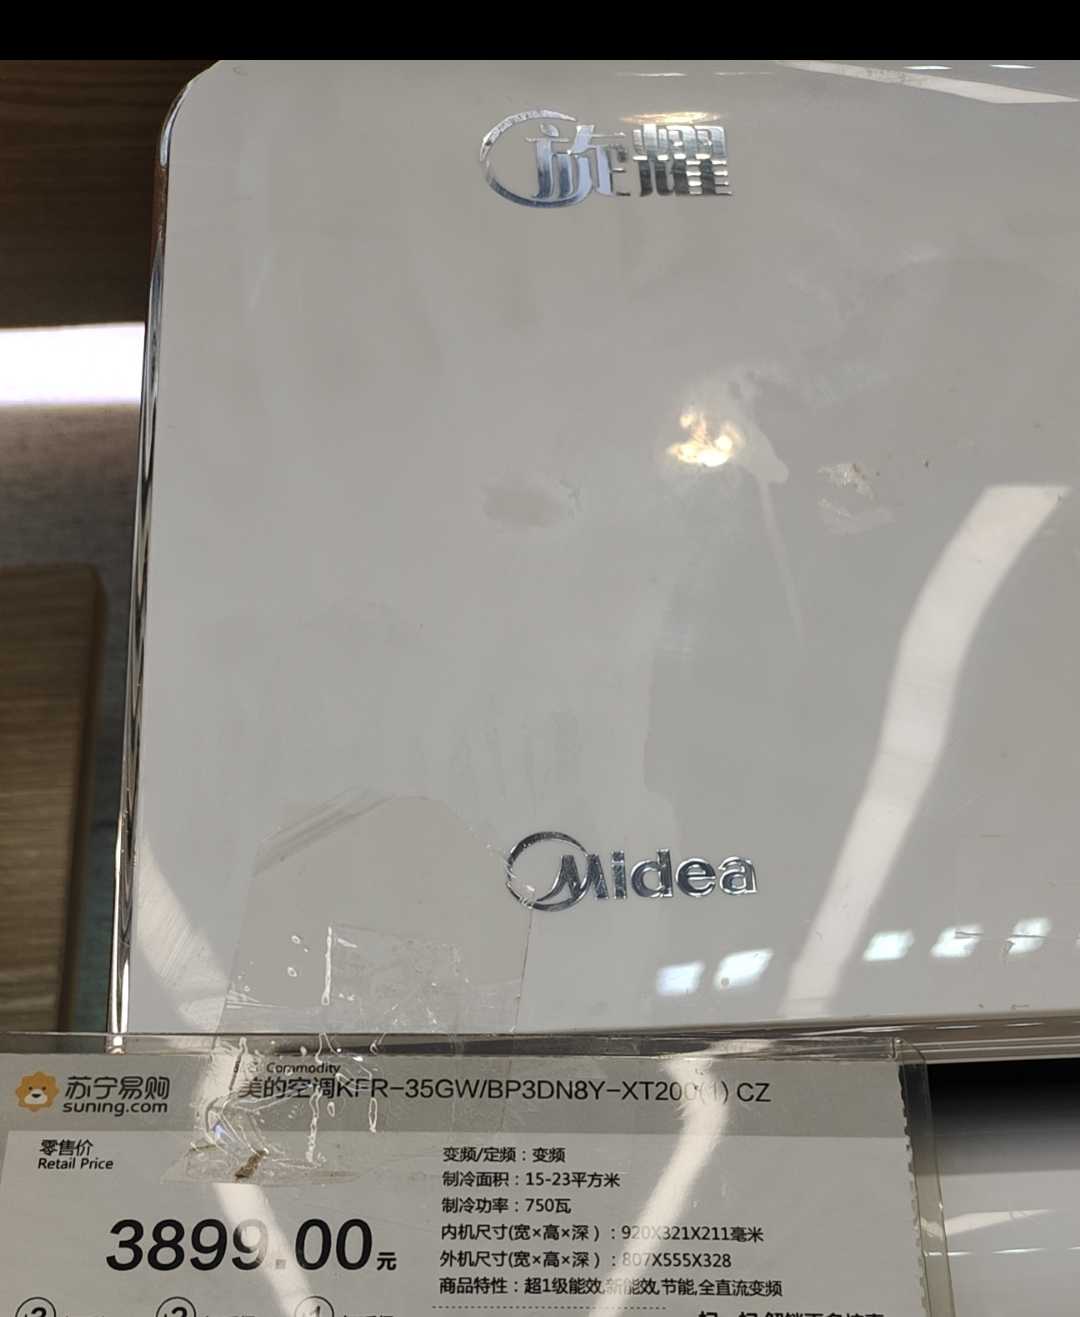 旋耀
Midea
苏宁易购
suning.com
Commodity
美的空调KFR-35GW/BP3DN8Y-XT200(1) CZ
零售价
Retail Price
3899.00元
变频/定频：变频
制冷面积：15-23平方米
制冷功率：750瓦
内机尺寸(宽×高×深)：920X321X211毫米
外机尺寸(宽×高×深)：807X555X328
商品特性：超1级能效,新能效,节能,全直流变频